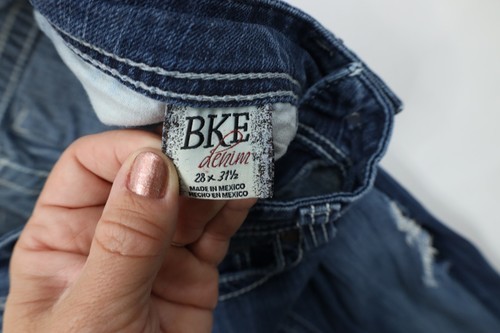 BKE
denim
28 x 31½
MADE IN MEXICO
HECHO EN MEXICO